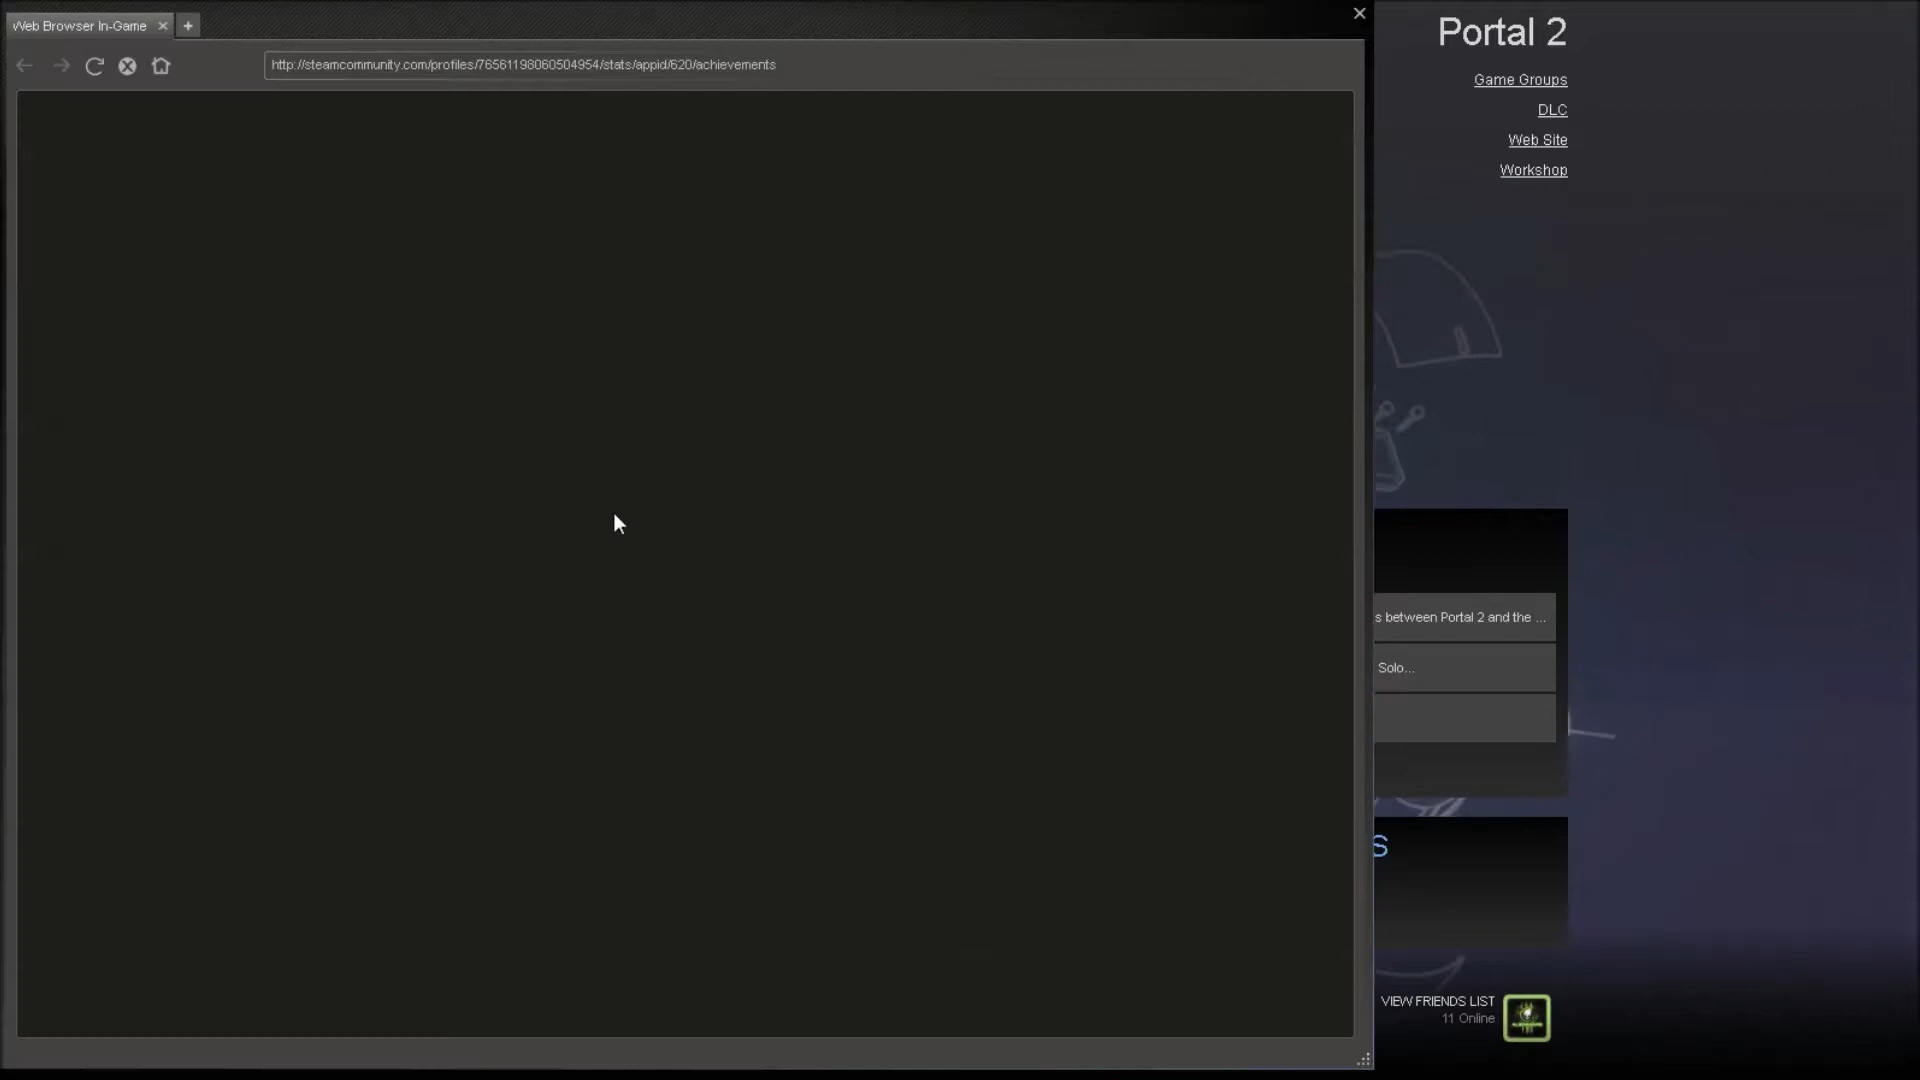 Web Browser In-Game
http://steamcommunity.com/profiles/76561198060504954/stats/appid/620/achievements
Portal 2
Game Groups
DLC
Web Site
Workshop
s between Portal 2 and the ...
Solo...
S
VIEW FRIENDS LIST
11 Online